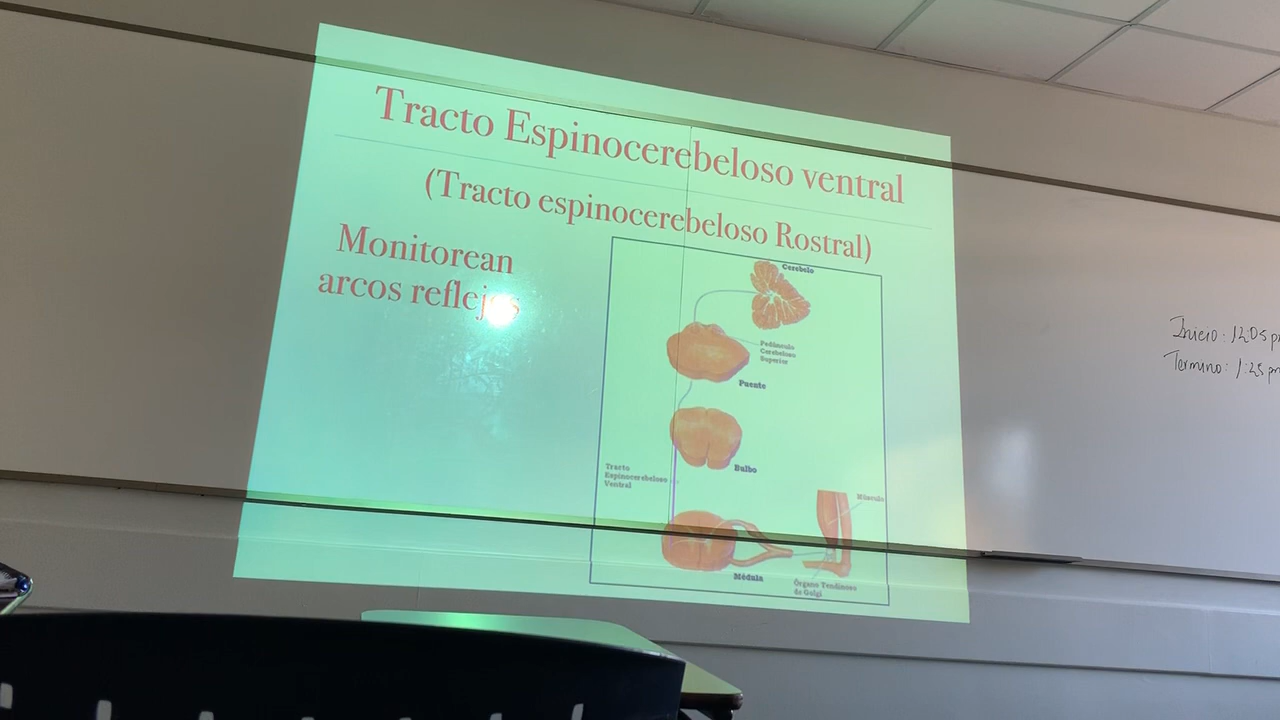 Tracto Espinocerebeloso ventral
(Tracto espinocerebeloso Rostral)
Monitorean
arcos reflejos
Cerebelo
Pedúnculo
Cerebeloso
Superior
Puente
Bulbo
Tracto
Espinocerebeloso
Ventral
Músculo
Médula
Órgano Tendinoso
de Golgi
Inicio: 12:05 pm
Termino: 1:25 pm